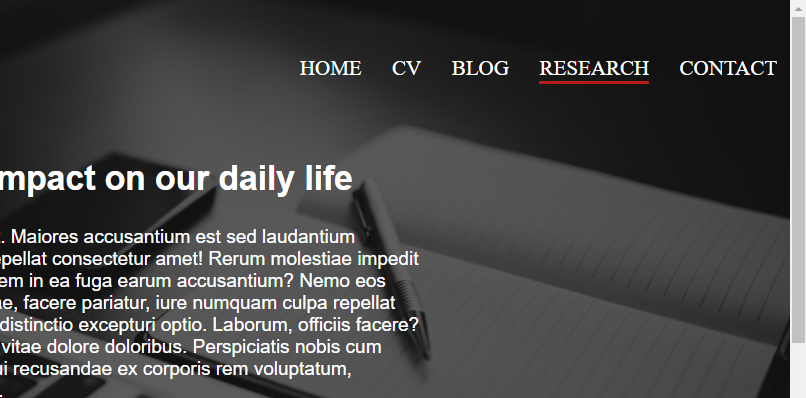 HOME CV BLOG RESEARCH CONTACT
mpact on our daily life
. Maiores accusantium est sed laudantium
epellat consectetur amet! Rerum molestiae impedit
em in ea fuga earum accusantium? Nemo eos
ae, facere pariatur, iure numquam culpa repellat
distinctio excepturi optio. Laborum, officiis facere?
vitae dolore doloribus. Perspiciatis nobis cum
ui recusandae ex corporis rem voluptatum,